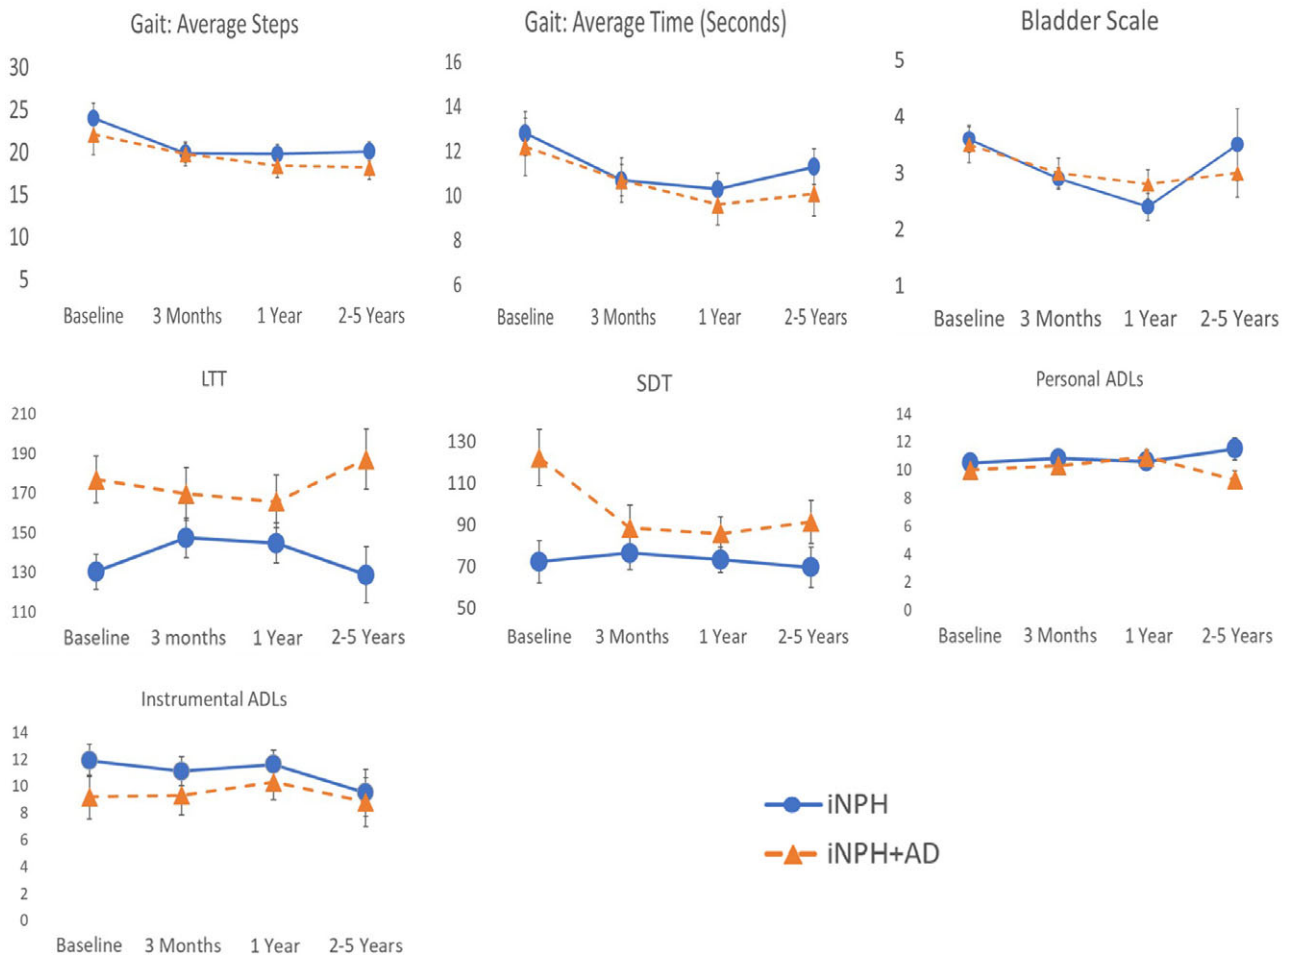 Gait: Average Steps
30
25
20
15
10
5
Baseline 3 Months 1 Year 2-5 Years
Gait: Average Time (Seconds)
16
14
12
10
8
6
Baseline 3 Months 1 Year 2-5 Years
Bladder Scale
5
4
3
2
1
Baseline 3 Months 1 Year 2-5 Years
LTT
210
190
170
150
130
110
Baseline 3 months 1 Year 2-5 Years
SDT
130
110
90
70
50
Baseline 3 Months 1 Year 2-5 Years
Personal ADLs
14
12
10
8
6
4
2
0
Baseline 3 Months 1 Year 2-5 Years
Instrumental ADLs
14
12
10
8
6
4
2
0
Baseline 3 Months 1 Year 2-5 Years
iNPH
iNPH+AD